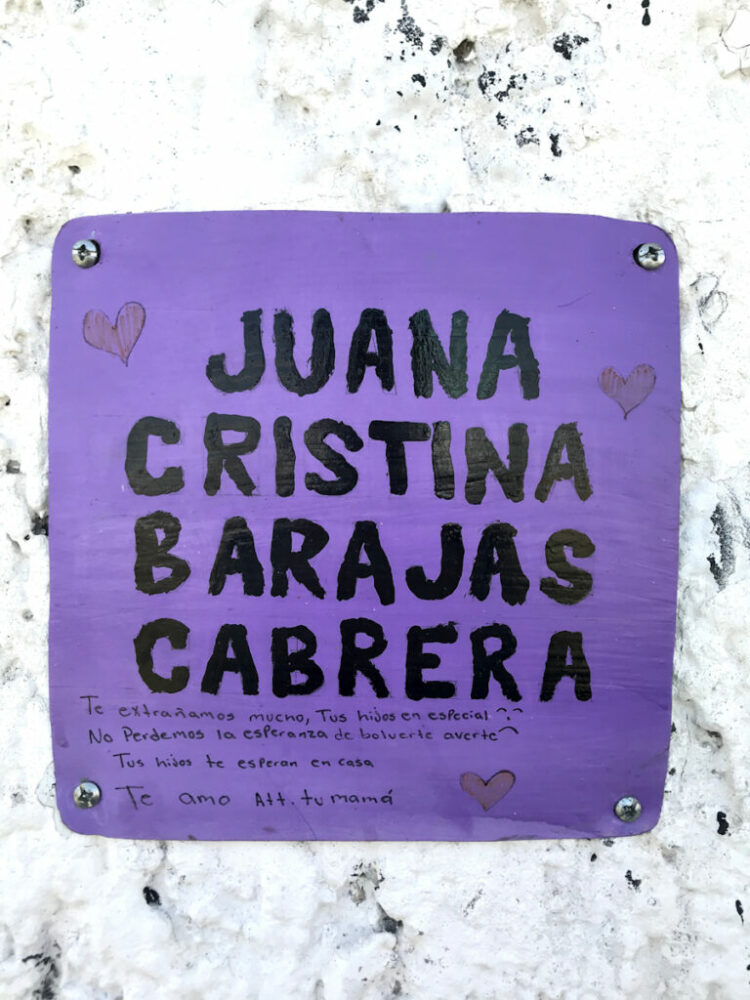 JUANA
CRISTINA
BARAJAS
CABRERA
Te extrañamos mucho, Tus hijos en especial
No Perdemos la esperanza de bolverte averte
Tus hijos te esperan en casa
Te amo Att. tu mamá